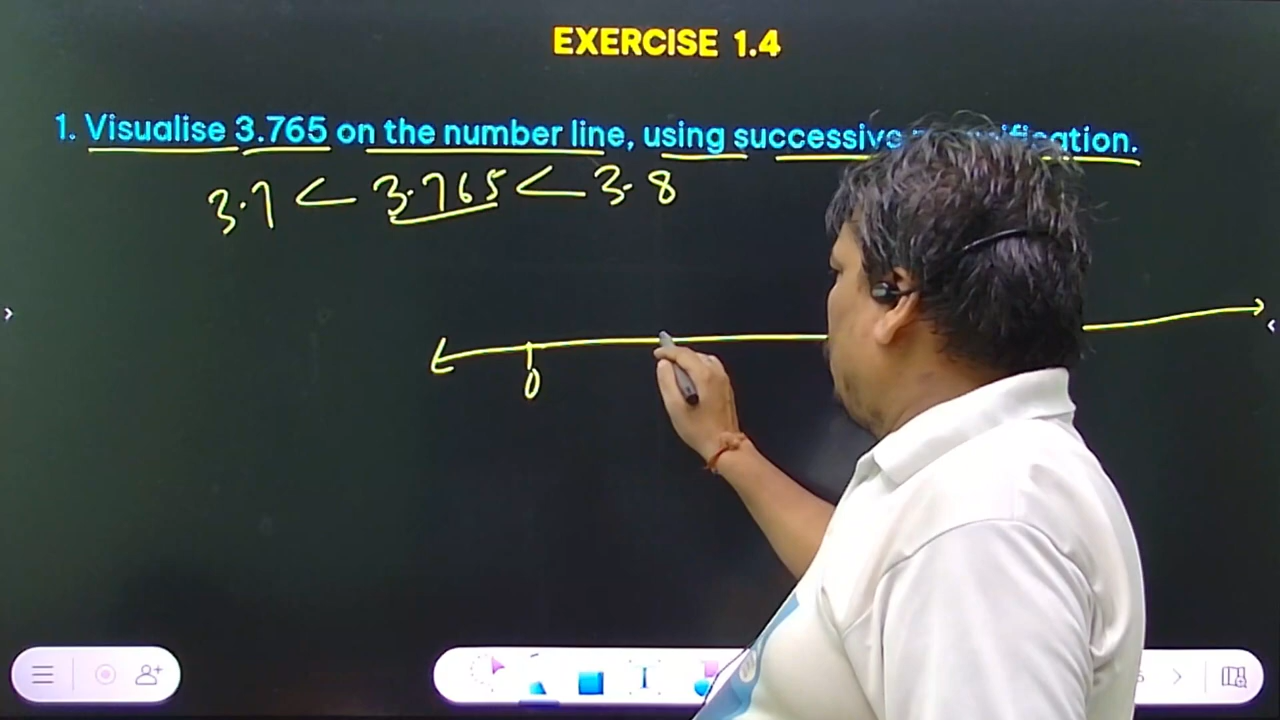 EXERCISE 1.4
1. Visualise 3.765 on the number line, using successive
3.7 < 3.765 < 3.8
0